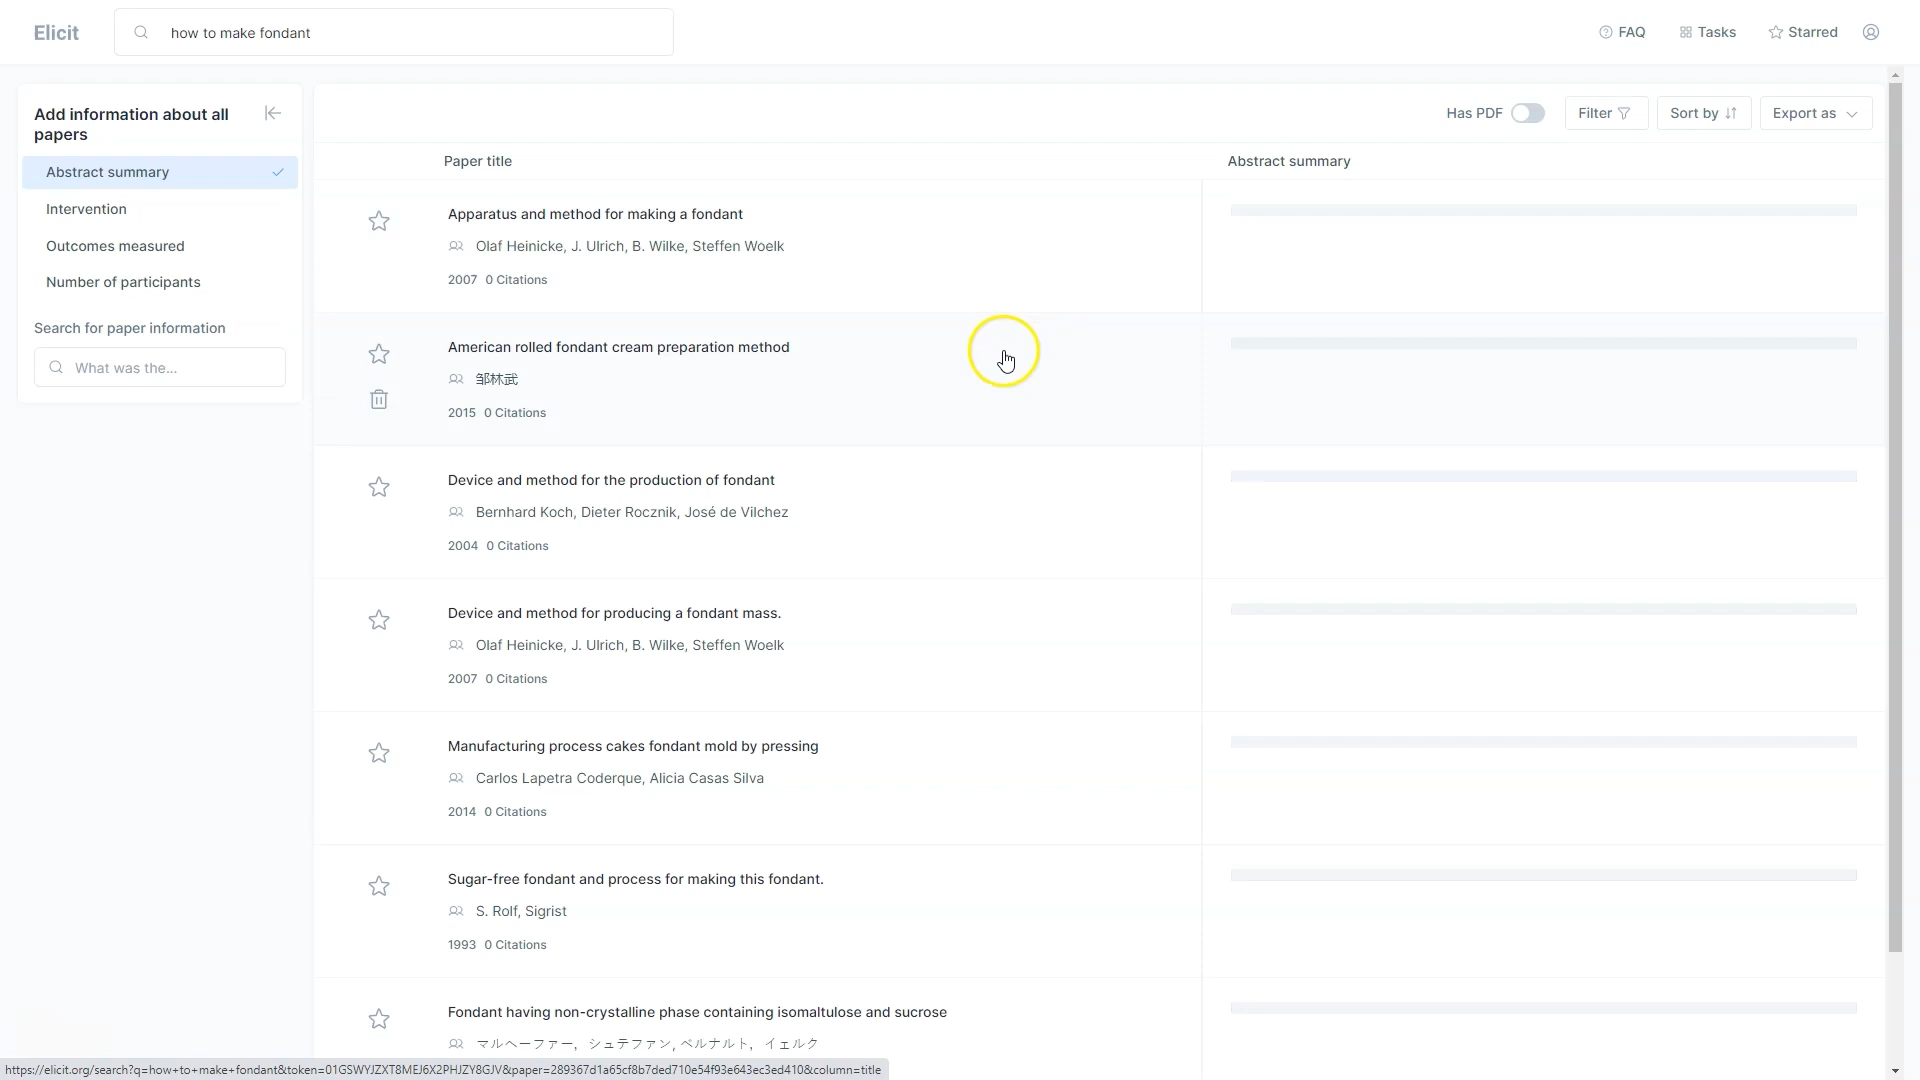 Elicit
how to make fondant
FAQ
Tasks
Starred
Add information about all
papers
Abstract summary
Intervention
Outcomes measured
Number of participants
Search for paper information
What was the...
Has PDF
Filter
Sort by
Export as
Paper title
Abstract summary
Apparatus and method for making a fondant
Olaf Heinicke, J. Ulrich, B. Wilke, Steffen Woelk
2007 0 Citations
American rolled fondant cream preparation method
邹林武
2015 0 Citations
Device and method for the production of fondant
Bernhard Koch, Dieter Rocznik, José de Vilchez
2004 0 Citations
Device and method for producing a fondant mass.
Olaf Heinicke, J. Ulrich, B. Wilke, Steffen Woelk
2007 0 Citations
Manufacturing process cakes fondant mold by pressing
Carlos Lapetra Coderque, Alicia Casas Silva
2014 0 Citations
Sugar-free fondant and process for making this fondant.
S. Rolf, Sigrist
1993 0 Citations
Fondant having non-crystalline phase containing isomaltulose and sucrose
マルヘーファー, シュテファン, ベルナルト, イェルク
https://elicit.org/search?q=how+to+make+fondant&token=01GSWYJZXT8MEJ6X2PHJZY8GJV&paper=289367d1a65cf8b7ded710e54f93e643ec3ed410&column=title